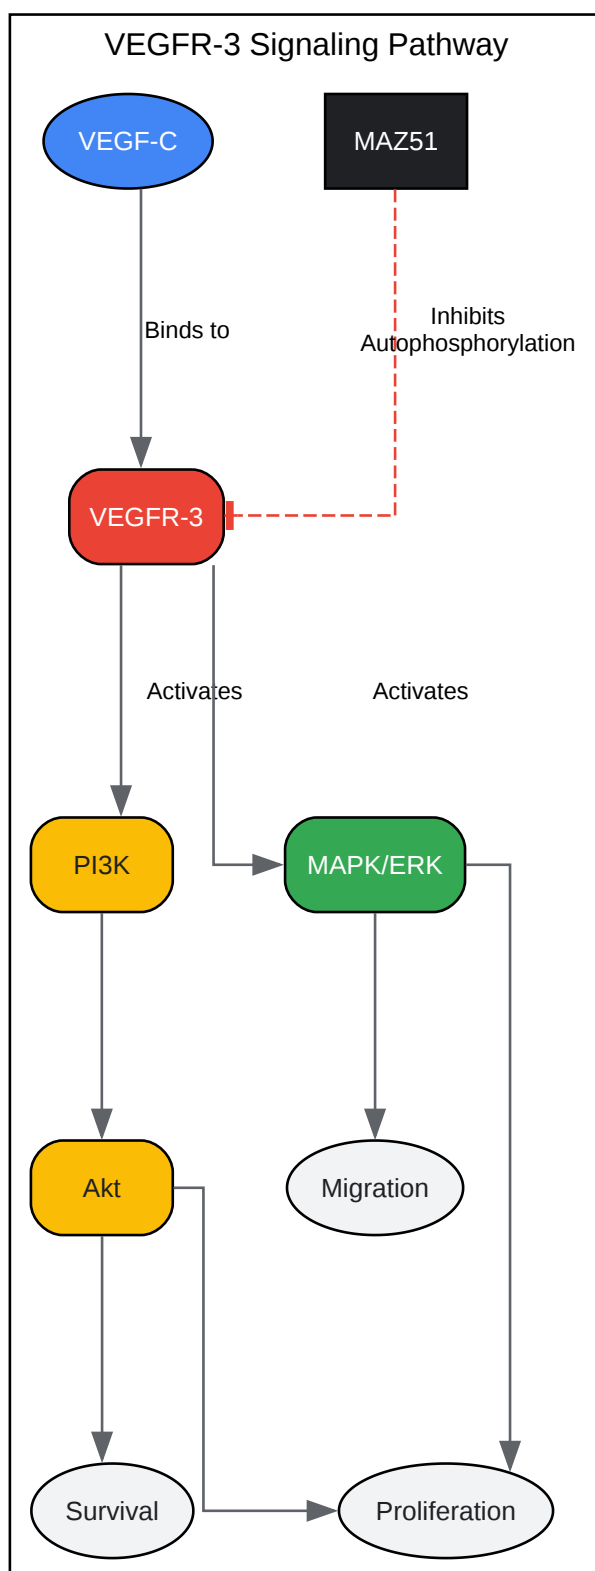 VEGFR-3 Signaling Pathway
VEGF-C
MAZ51
Binds to
Inhibits
Autophosphorylation
VEGFR-3
Activates
Activates
PI3K
MAPK/ERK
Akt
Migration
Survival
Proliferation